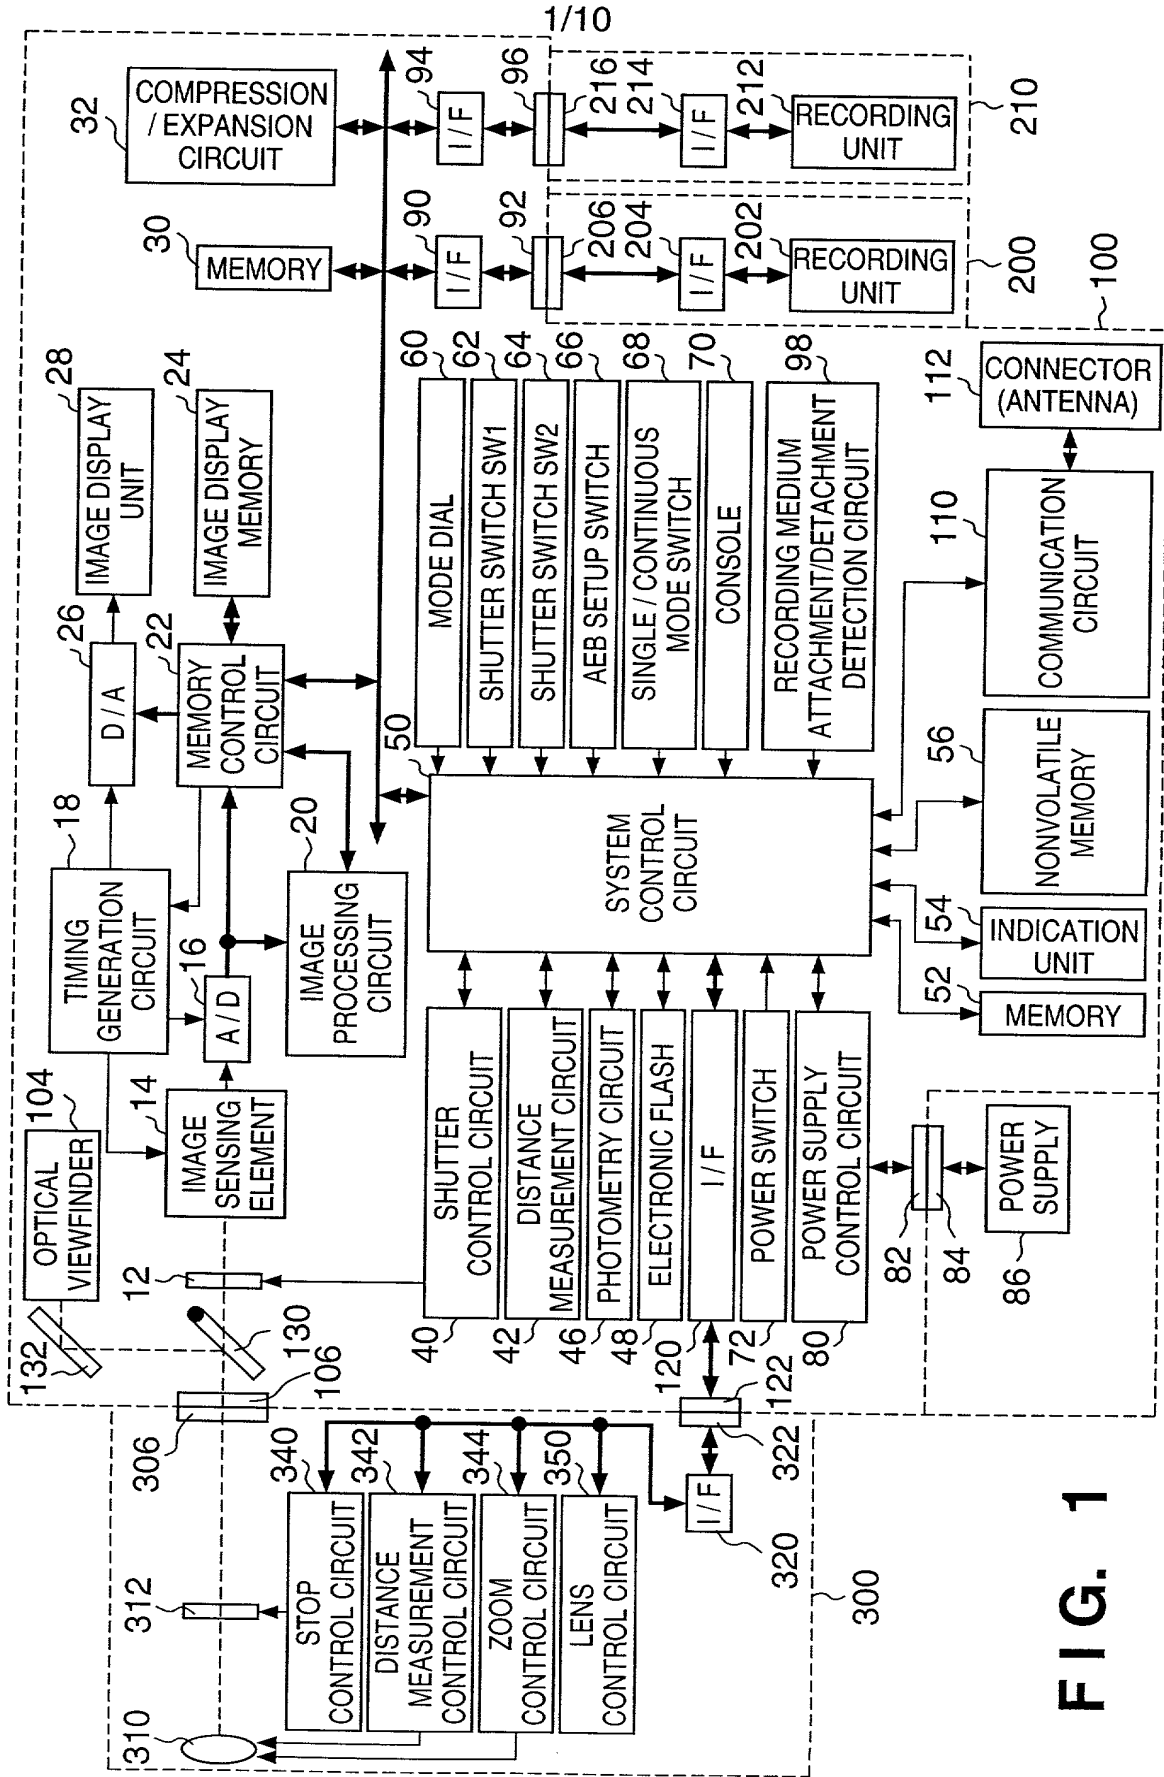 1/10
32
COMPRESSION
/ EXPANSION
CIRCUIT
94
I/F
96
216
214
I/F
212
RECORDING
UNIT
210
30
MEMORY
90
I/F
92
206
204
I/F
202
RECORDING
UNIT
200
100
28
IMAGE DISPLAY
UNIT
24
IMAGE DISPLAY
MEMORY
26
D/A
22
MEMORY
CONTROL
CIRCUIT
18
TIMING
GENERATION
CIRCUIT
16
A/D
20
IMAGE
PROCESSING
CIRCUIT
14
IMAGE
SENSING
ELEMENT
104
OPTICAL
VIEWFINDER
12
132
130
106
306
60
MODE DIAL
62
SHUTTER SWITCH SW1
64
SHUTTER SWITCH SW2
66
AEB SETUP SWITCH
68
SINGLE / CONTINUOUS
MODE SWITCH
70
CONSOLE
98
RECORDING MEDIUM
ATTACHMENT/DETACHMENT
DETECTION CIRCUIT
50
SYSTEM
CONTROL
CIRCUIT
112
CONNECTOR
(ANTENNA)
110
COMMUNICATION
CIRCUIT
56
NONVOLATILE
MEMORY
54
INDICATION
UNIT
52
MEMORY
SHUTTER
CONTROL CIRCUIT
40
DISTANCE
MEASUREMENT CIRCUIT
42
PHOTOMETRY CIRCUIT
46
ELECTRONIC FLASH
48
I/F
120
POWER SWITCH
72
POWER SUPPLY
CONTROL CIRCUIT
80
82
84
POWER
SUPPLY
86
122
322
I/F
320
340
STOP
CONTROL CIRCUIT
342
DISTANCE
MEASUREMENT
CONTROL CIRCUIT
344
ZOOM
CONTROL CIRCUIT
350
LENS
CONTROL CIRCUIT
312
310
300
FIG. 1